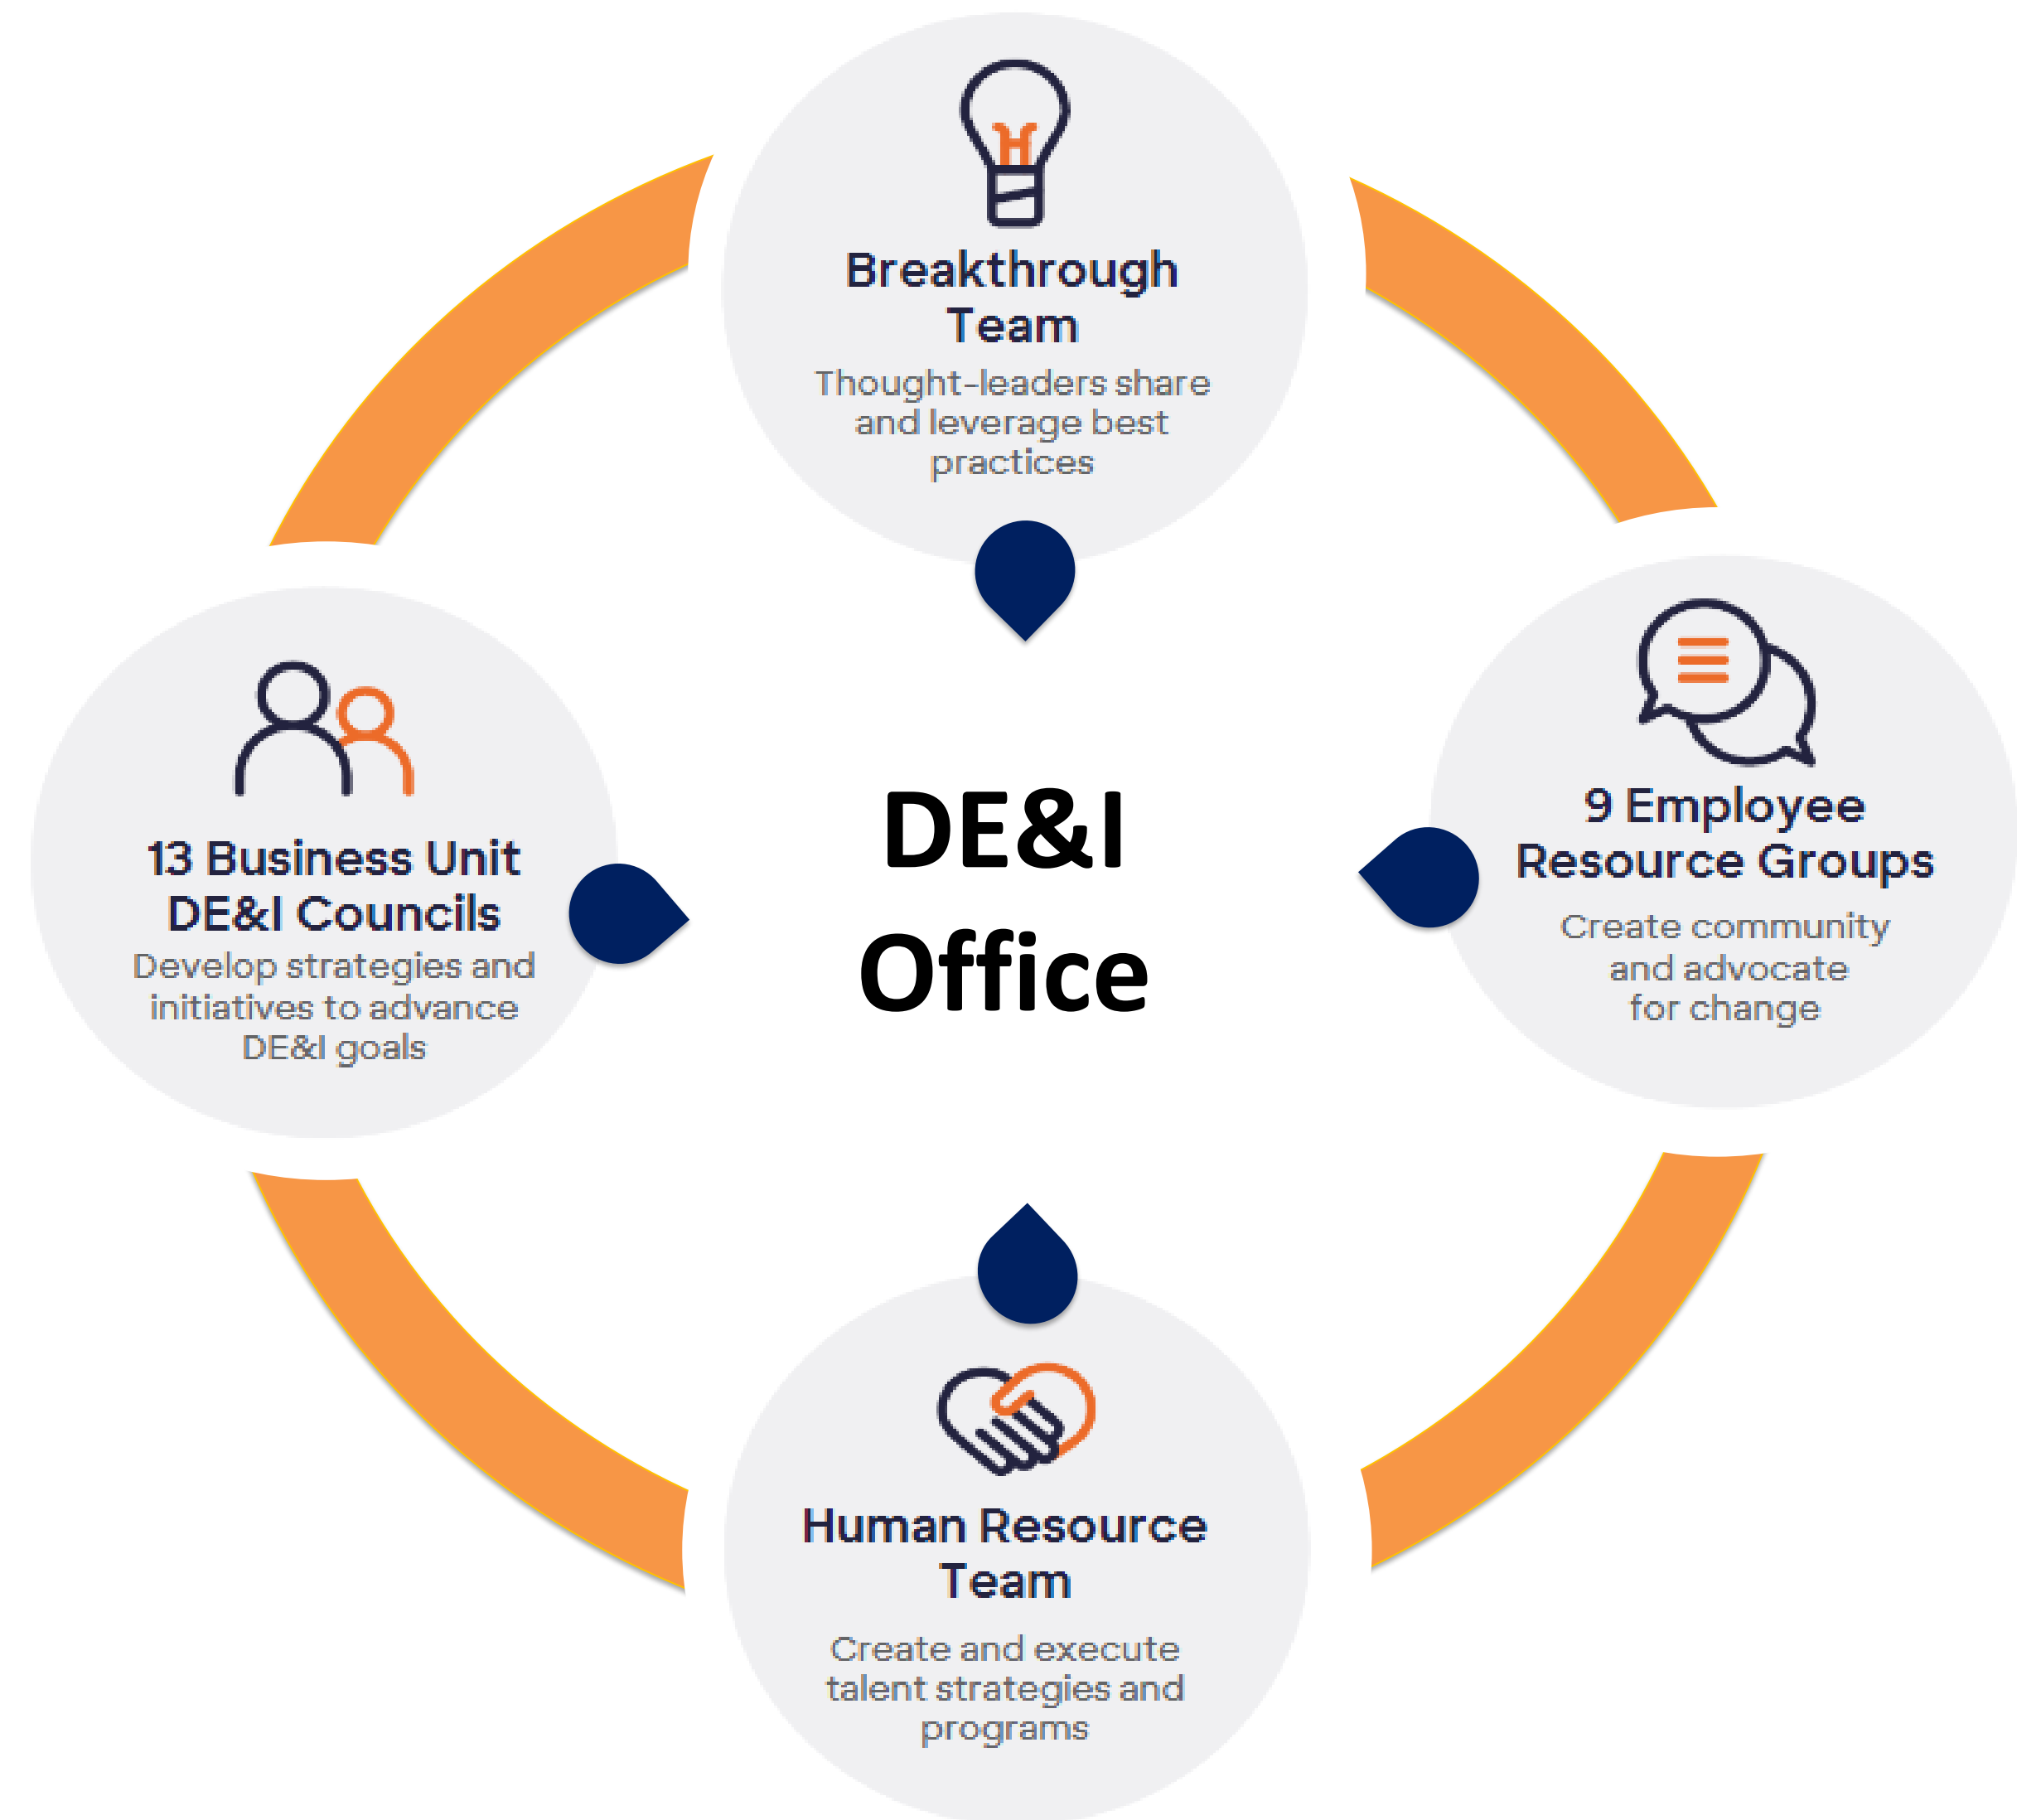 Breakthrough
Team
Thought-leaders share
and leverage best
practices
13 Business Unit
DE&I Councils
Develop strategies and
initiatives to advance
DE&I goals
DE&I
Office
9 Employee
Resource Groups
Create community
and advocate
for change
Human Resource
Team
Create and execute
talent strategies and
programs